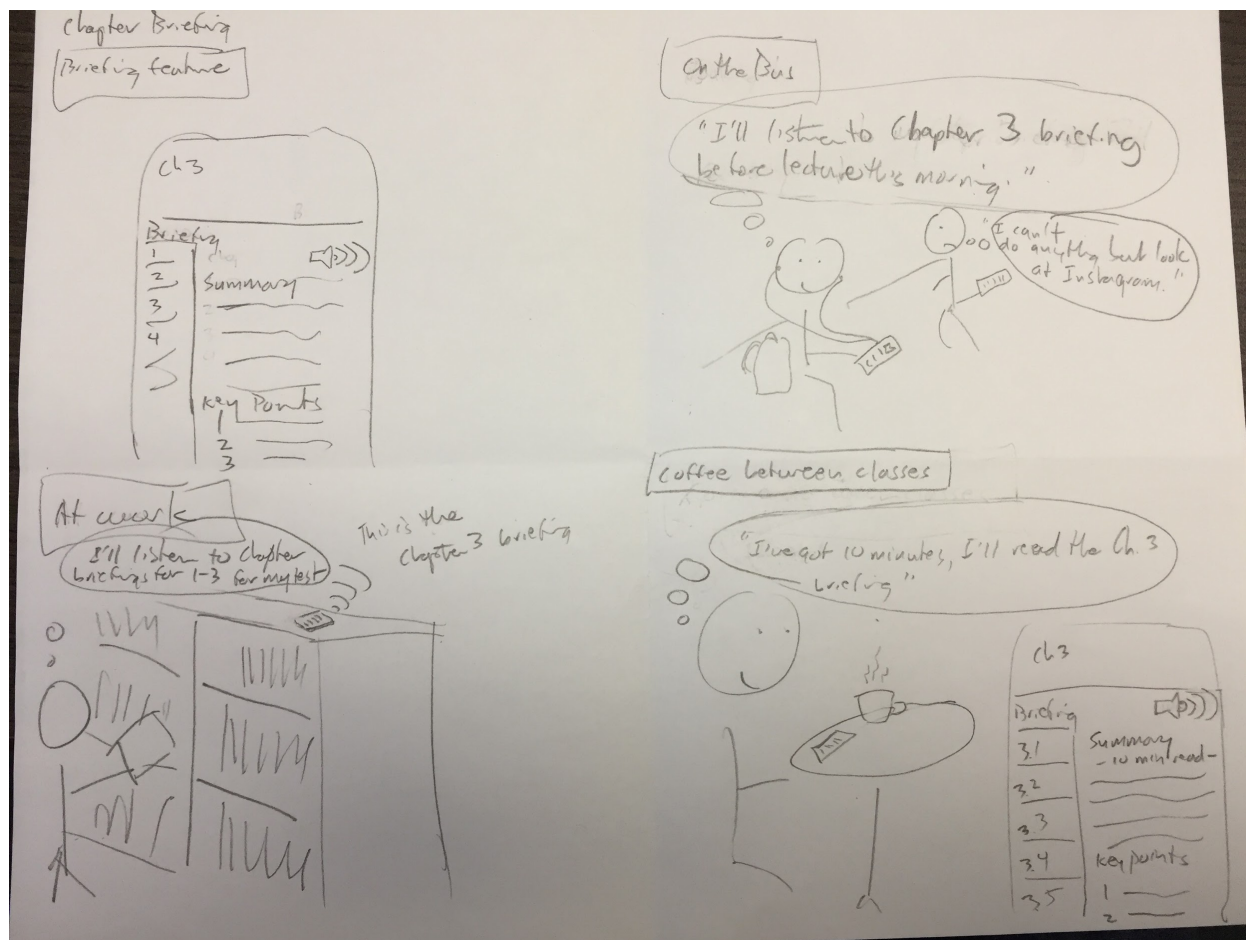 Chapter Briefing
Briefing feature
Ch 3
Briefing
1
2
3
4
Summary
Key Points
1
2
3
On the Bus
"I'll listen to Chapter 3 briefing
before lecture this morning."
"I can't
do anything but look
at Instagram."
At work
I'll listen to Chapter
briefings for 1-3 for my test
This is the
Chapter 3 briefing
Coffee between classes
"I've got 10 minutes, I'll read the Ch. 3
briefing"
Ch 3
Briefing
3.1
3.2
3.3
3.4
3.5
Summary
- 10 min read -
Key points
1
2